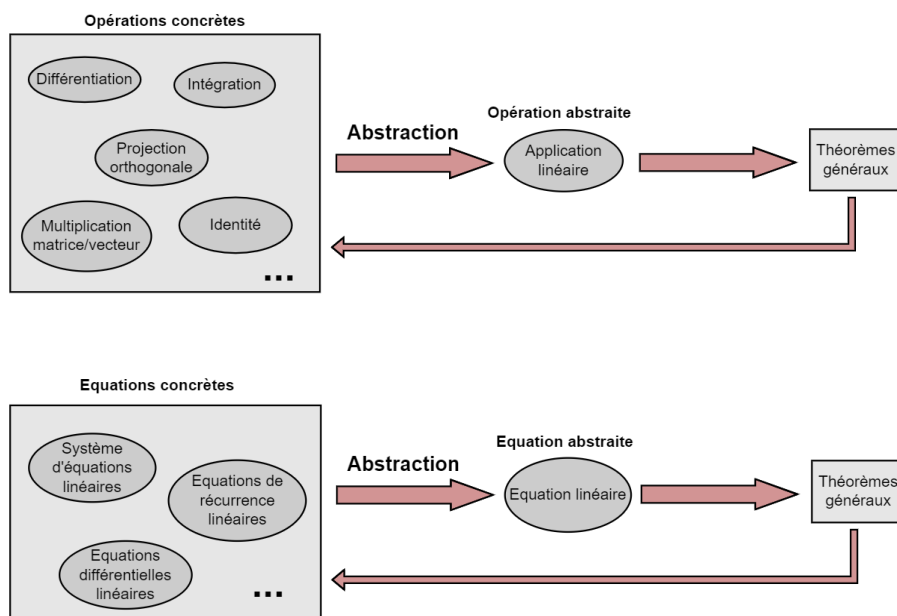 Opérations concrètes
Différentiation
Intégration
Projection
orthogonale
Multiplication
matrice/vecteur
Identité
...
Abstraction
Opération abstraite
Application
linéaire
Théorèmes
généraux
Equations concrètes
Système
d'équations
linéaires
Equations de
récurrence
linéaires
Equations
différentielles
linéaires
...
Abstraction
Equation abstraite
Equation linéaire
Théorèmes
généraux